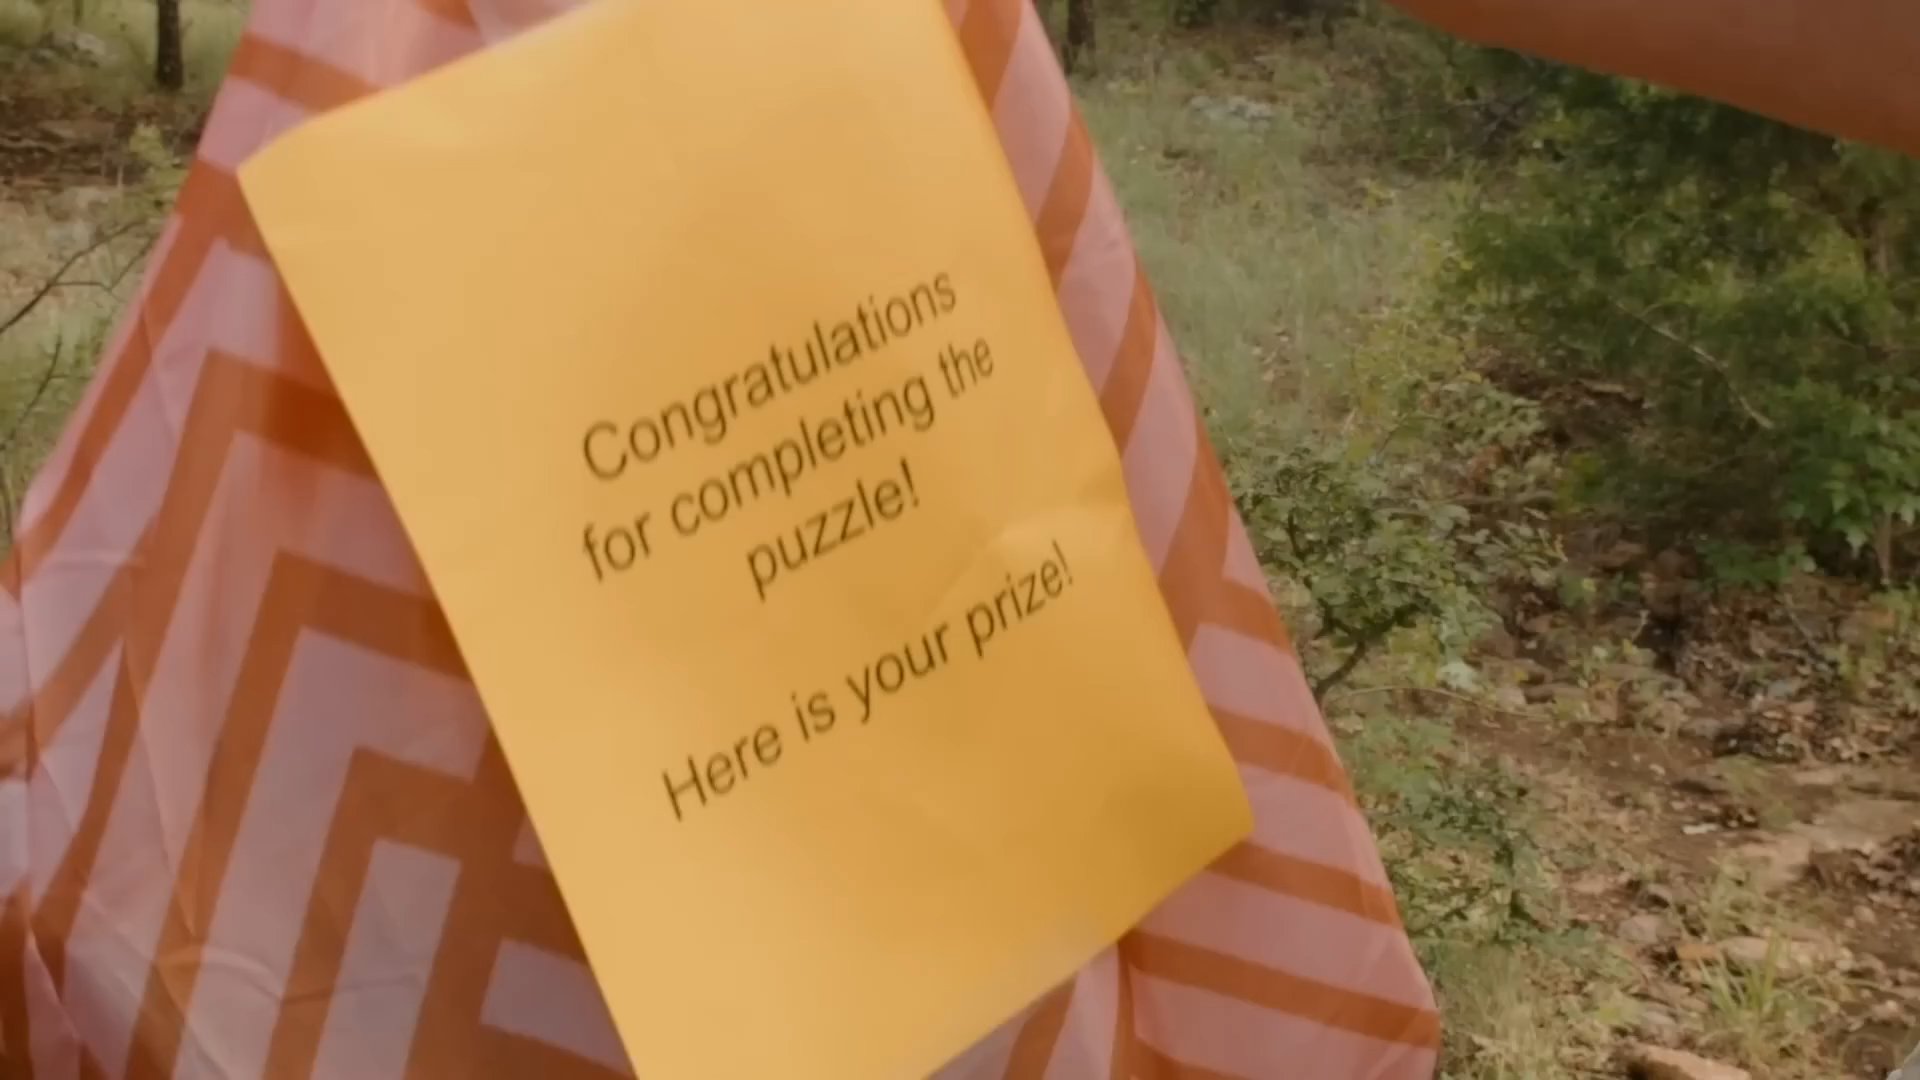 Congratulations
for completing the
puzzle!
Here is your prize!